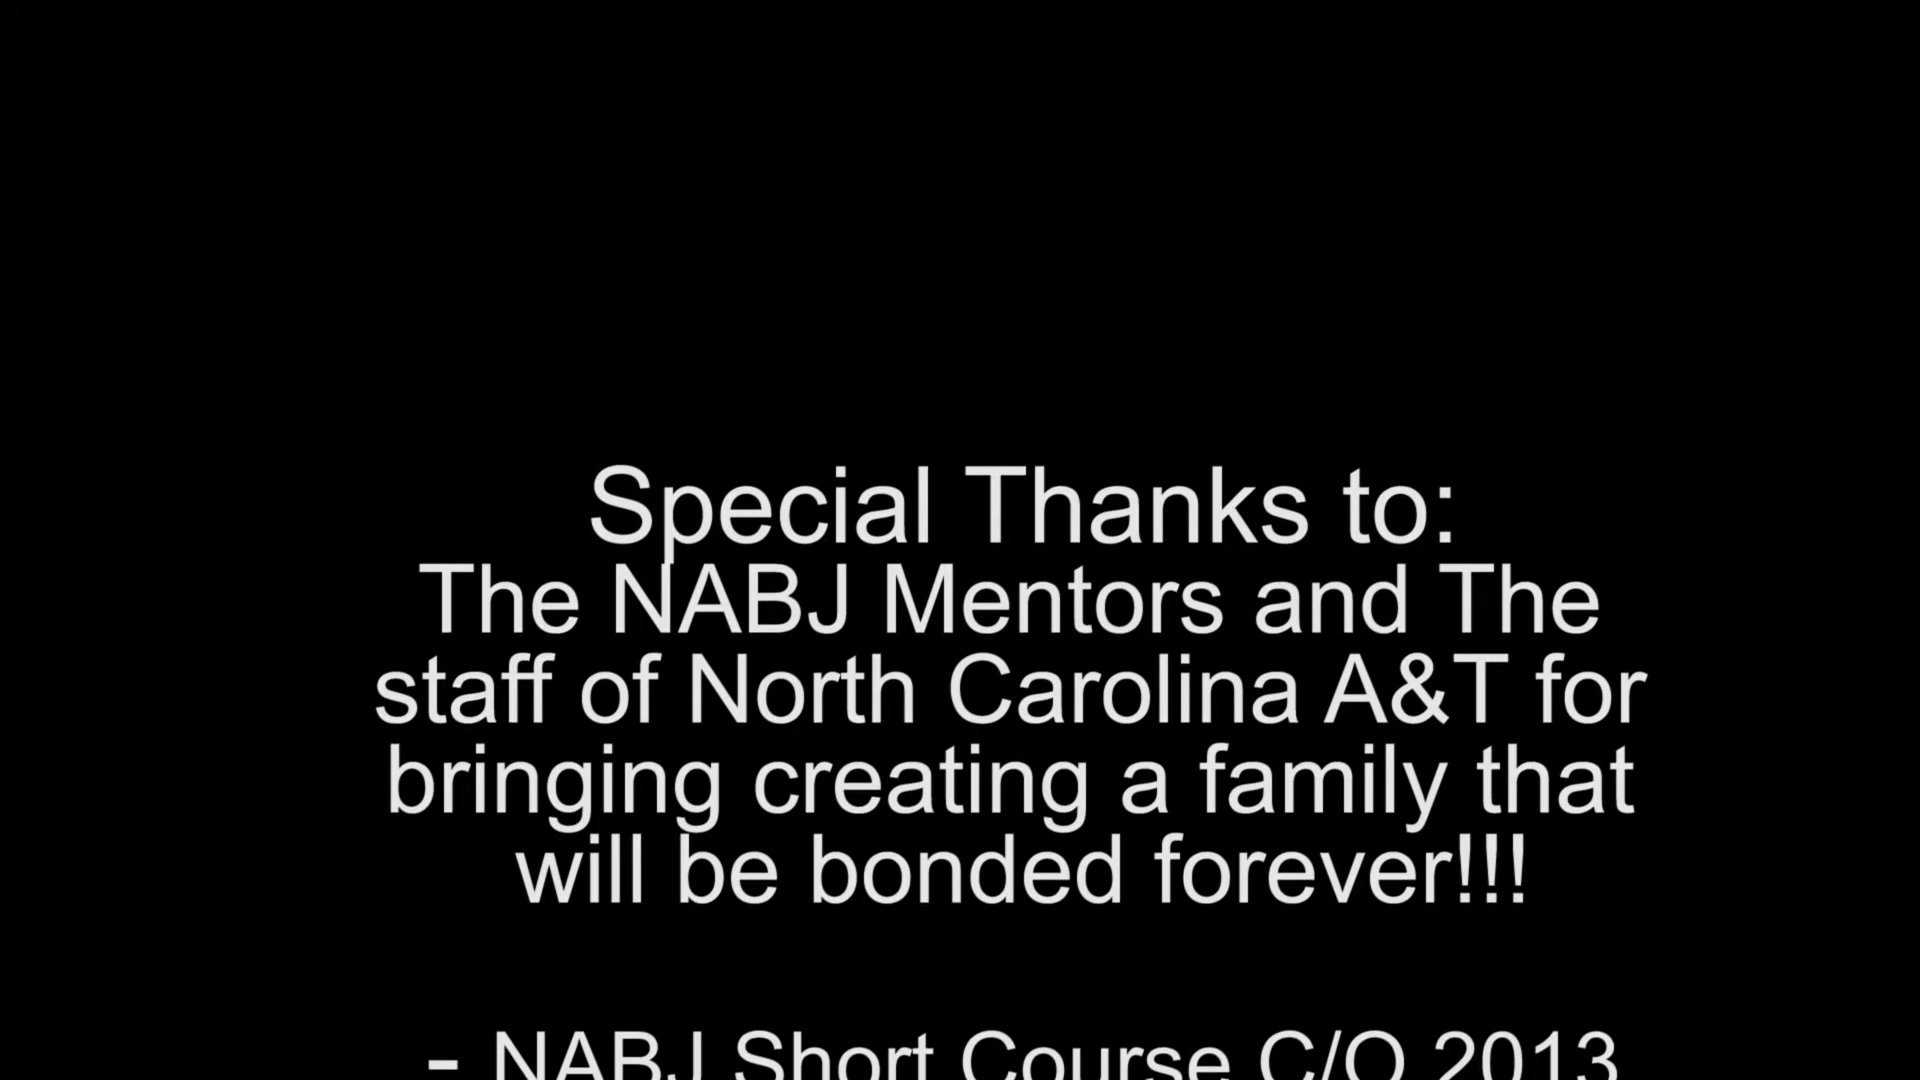 Special Thanks to:
The NABJ Mentors and The
staff of North Carolina A&T for
bringing creating a family that
will be bonded forever!!!
- NABJ Short Course C/O 2013